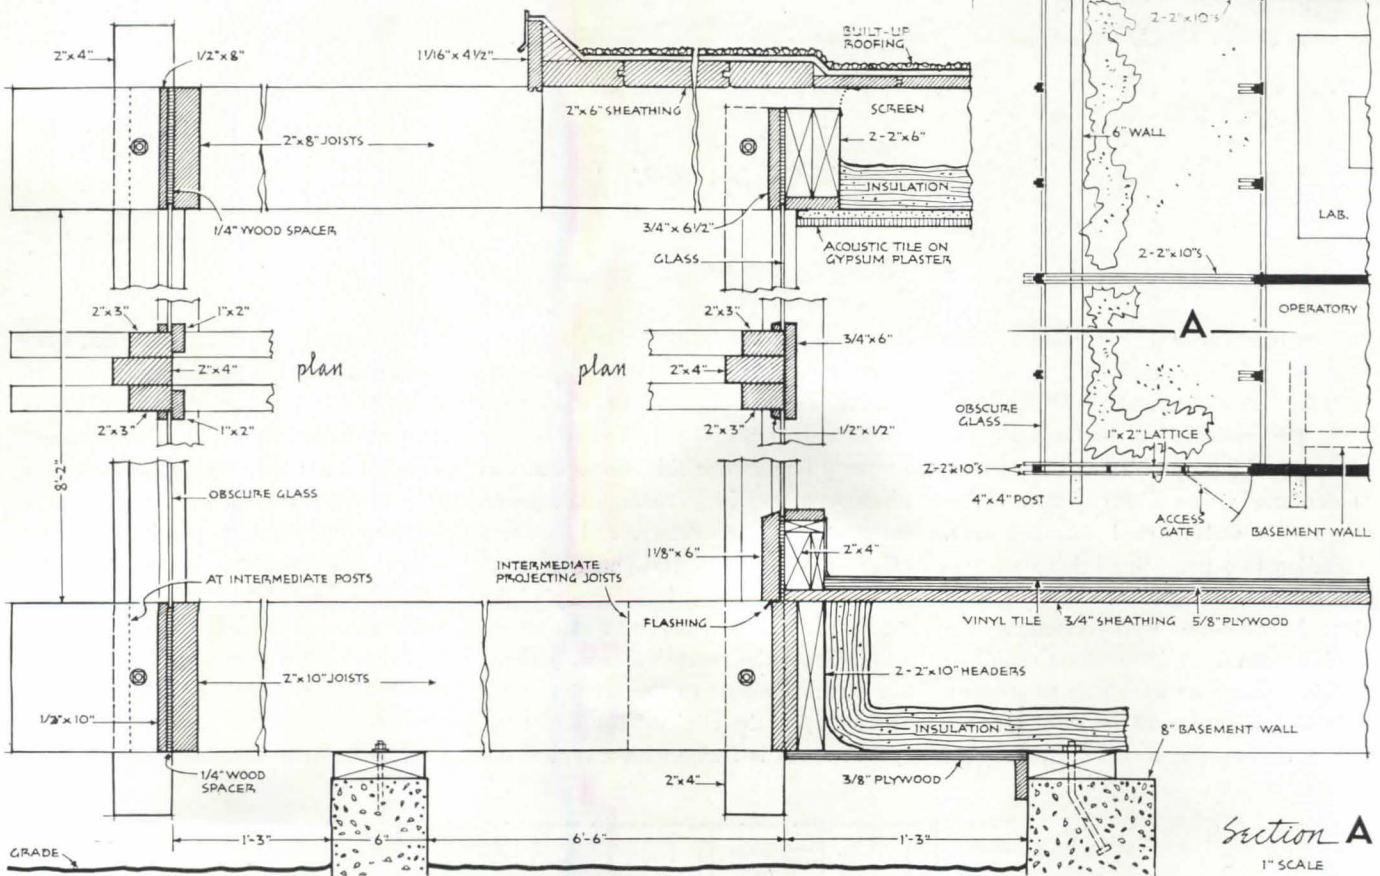 2"x4"
1/2"x8"
1 1/16"x 4 1/2"
BUILT-UP
ROOFING
2"x6" SHEATHING
SCREEN
2-2"x6"
2"x8" JOISTS
INSULATION
1/4" WOOD SPACER
3/4"x 6 1/2"
GLASS
ACOUSTIC TILE ON
GYPSUM PLASTER
2"x3"
1"x2"
2"x4"
plan
2"x3"
1"x2"
2"x3"
3/4"x6"
plan
2"x4"
2"x3"
1/2"x 1/2"
8'-2"
OBSCURE GLASS
AT INTERMEDIATE POSTS
INTERMEDIATE
PROJECTING JOISTS
1 1/8"x6"
2"x4"
FLASHING
VINYL TILE
3/4" SHEATHING
5/8" PLYWOOD
2"x10" JOISTS
2-2"x10" HEADERS
1/2"x10"
INSULATION
8" BASEMENT WALL
1/4" WOOD
SPACER
2"x4"
3/8" PLYWOOD
1'-3"
6"
6'-6"
1'-3"
GRADE
Section A
1" SCALE
2-2"x10'S
6" WALL
LAB.
2-2"x10"S
A
OPERATORY
OBSCURE
GLASS
1"x2" LATTICE
2-2"x10"S
4"x4" POST
ACCESS
GATE
BASEMENT WALL